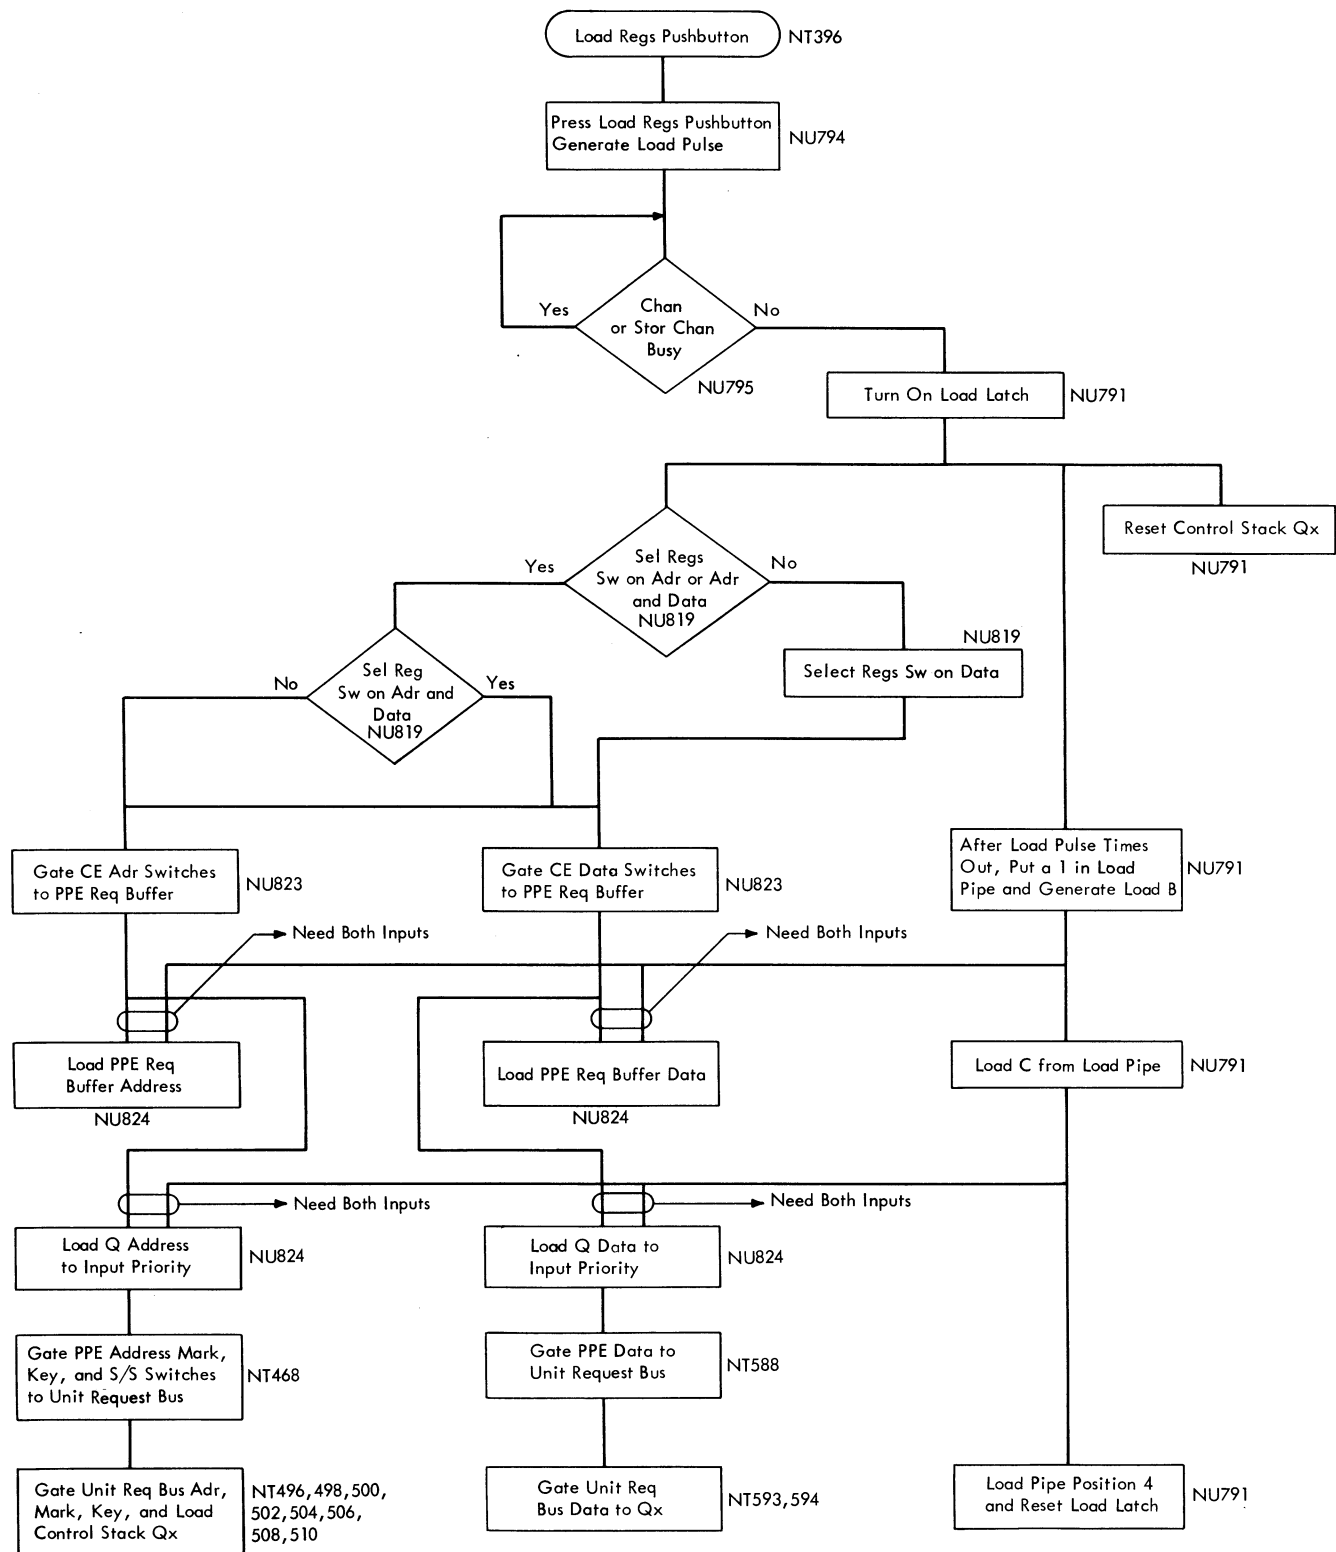 Load Regs Pushbutton
NT396
Press Load Regs Pushbutton
Generate Load Pulse
NU794
Chan
or Stor Chan
Busy
Yes
No
NU795
Turn On Load Latch
NU791
Reset Control Stack Qx
NU791
Sel Regs
Sw on Adr or Adr
and Data
NU819
Yes
No
NU819
Select Regs Sw on Data
Sel Reg
Sw on Adr and
Data
NU819
No
Yes
Gate CE Adr Switches
to PPE Req Buffer
NU823
Gate CE Data Switches
to PPE Req Buffer
NU823
After Load Pulse Times
Out, Put a 1 in Load
Pipe and Generate Load B
NU791
Need Both Inputs
Need Both Inputs
Load PPE Req
Buffer Address
NU824
Load PPE Req Buffer Data
NU824
Load C from Load Pipe
NU791
Need Both Inputs
Need Both Inputs
Load Q Address
to Input Priority
NU824
Load Q Data to
Input Priority
NU824
Gate PPE Address Mark,
Key, and S/S Switches
to Unit Request Bus
NT468
Gate PPE Data to
Unit Request Bus
NT588
Gate Unit Req Bus Adr,
Mark, Key, and Load
Control Stack Qx
NT496,498,500,
502,504,506,
508,510
Gate Unit Req
Bus Data to Qx
NT593,594
Load Pipe Position 4
and Reset Load Latch
NU791